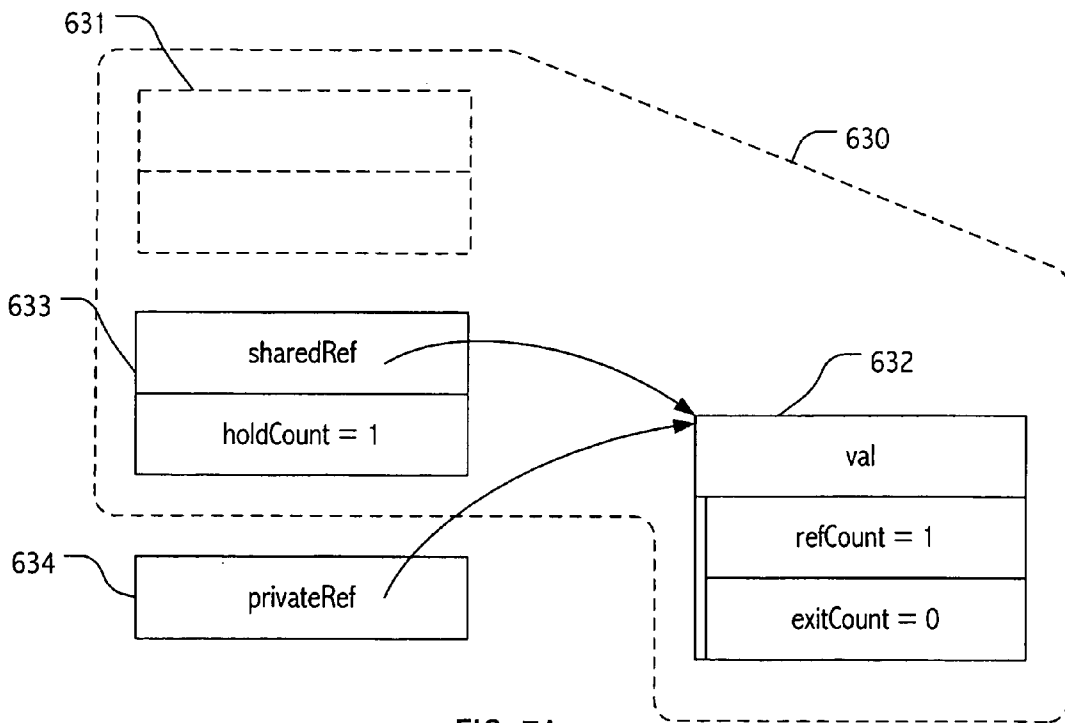 631
630
633
sharedRef
632
holdCount = 1
val
refCount = 1
634
privateRef
exitCount = 0